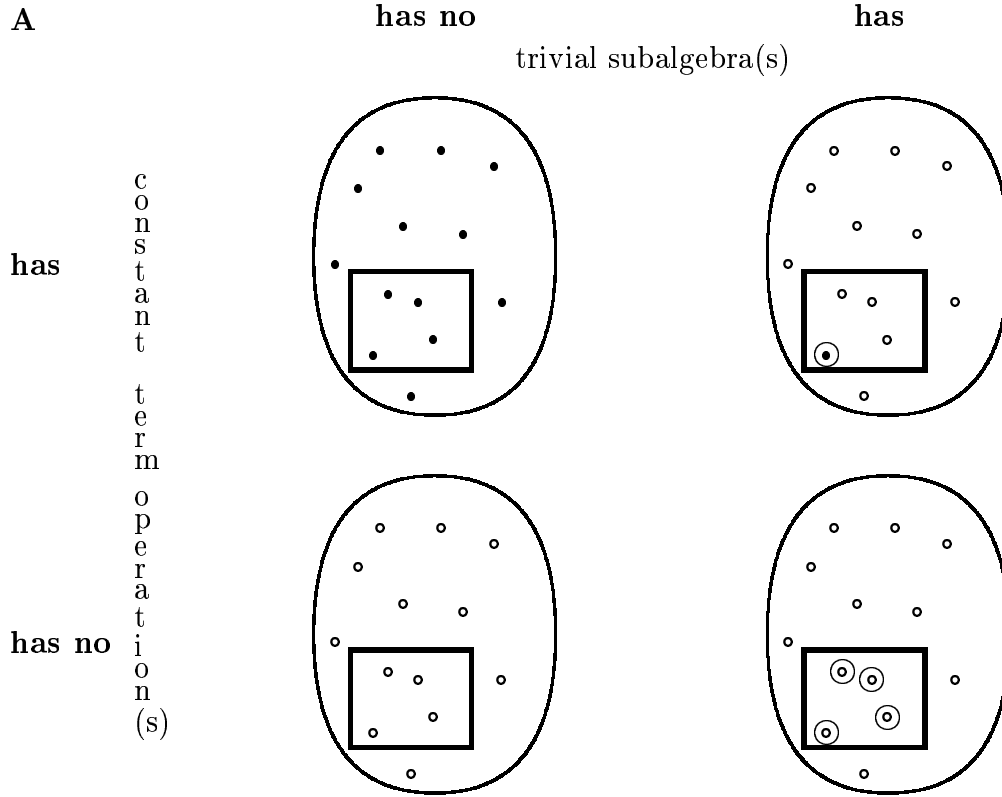 A
has no has
trivial subalgebra(s)
has
constant term operation(s)
has no